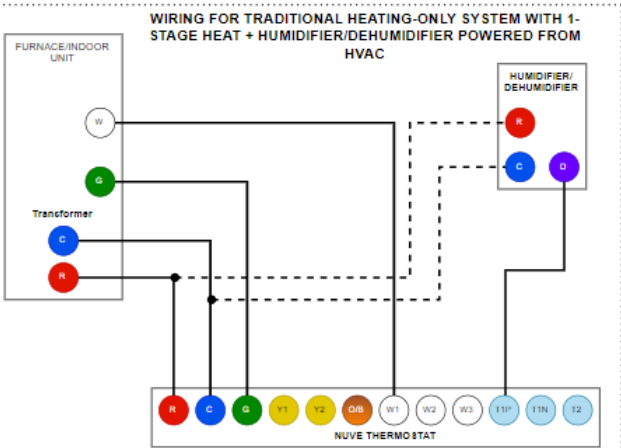 WIRING FOR TRADITIONAL HEATING-ONLY SYSTEM WITH 1-
STAGE HEAT + HUMIDIFIER/DEHUMIDIFIER POWERED FROM
HVAC
FURNACE/INDOOR
UNIT
HUMIDIFIER/
DEHUMIDIFIER
W
R
G
C
D
Transformer
C
R
R
C
G
Y1
Y2
O/B
W1
W2
W3
T1N
T2
NUVE THERMOSTAT